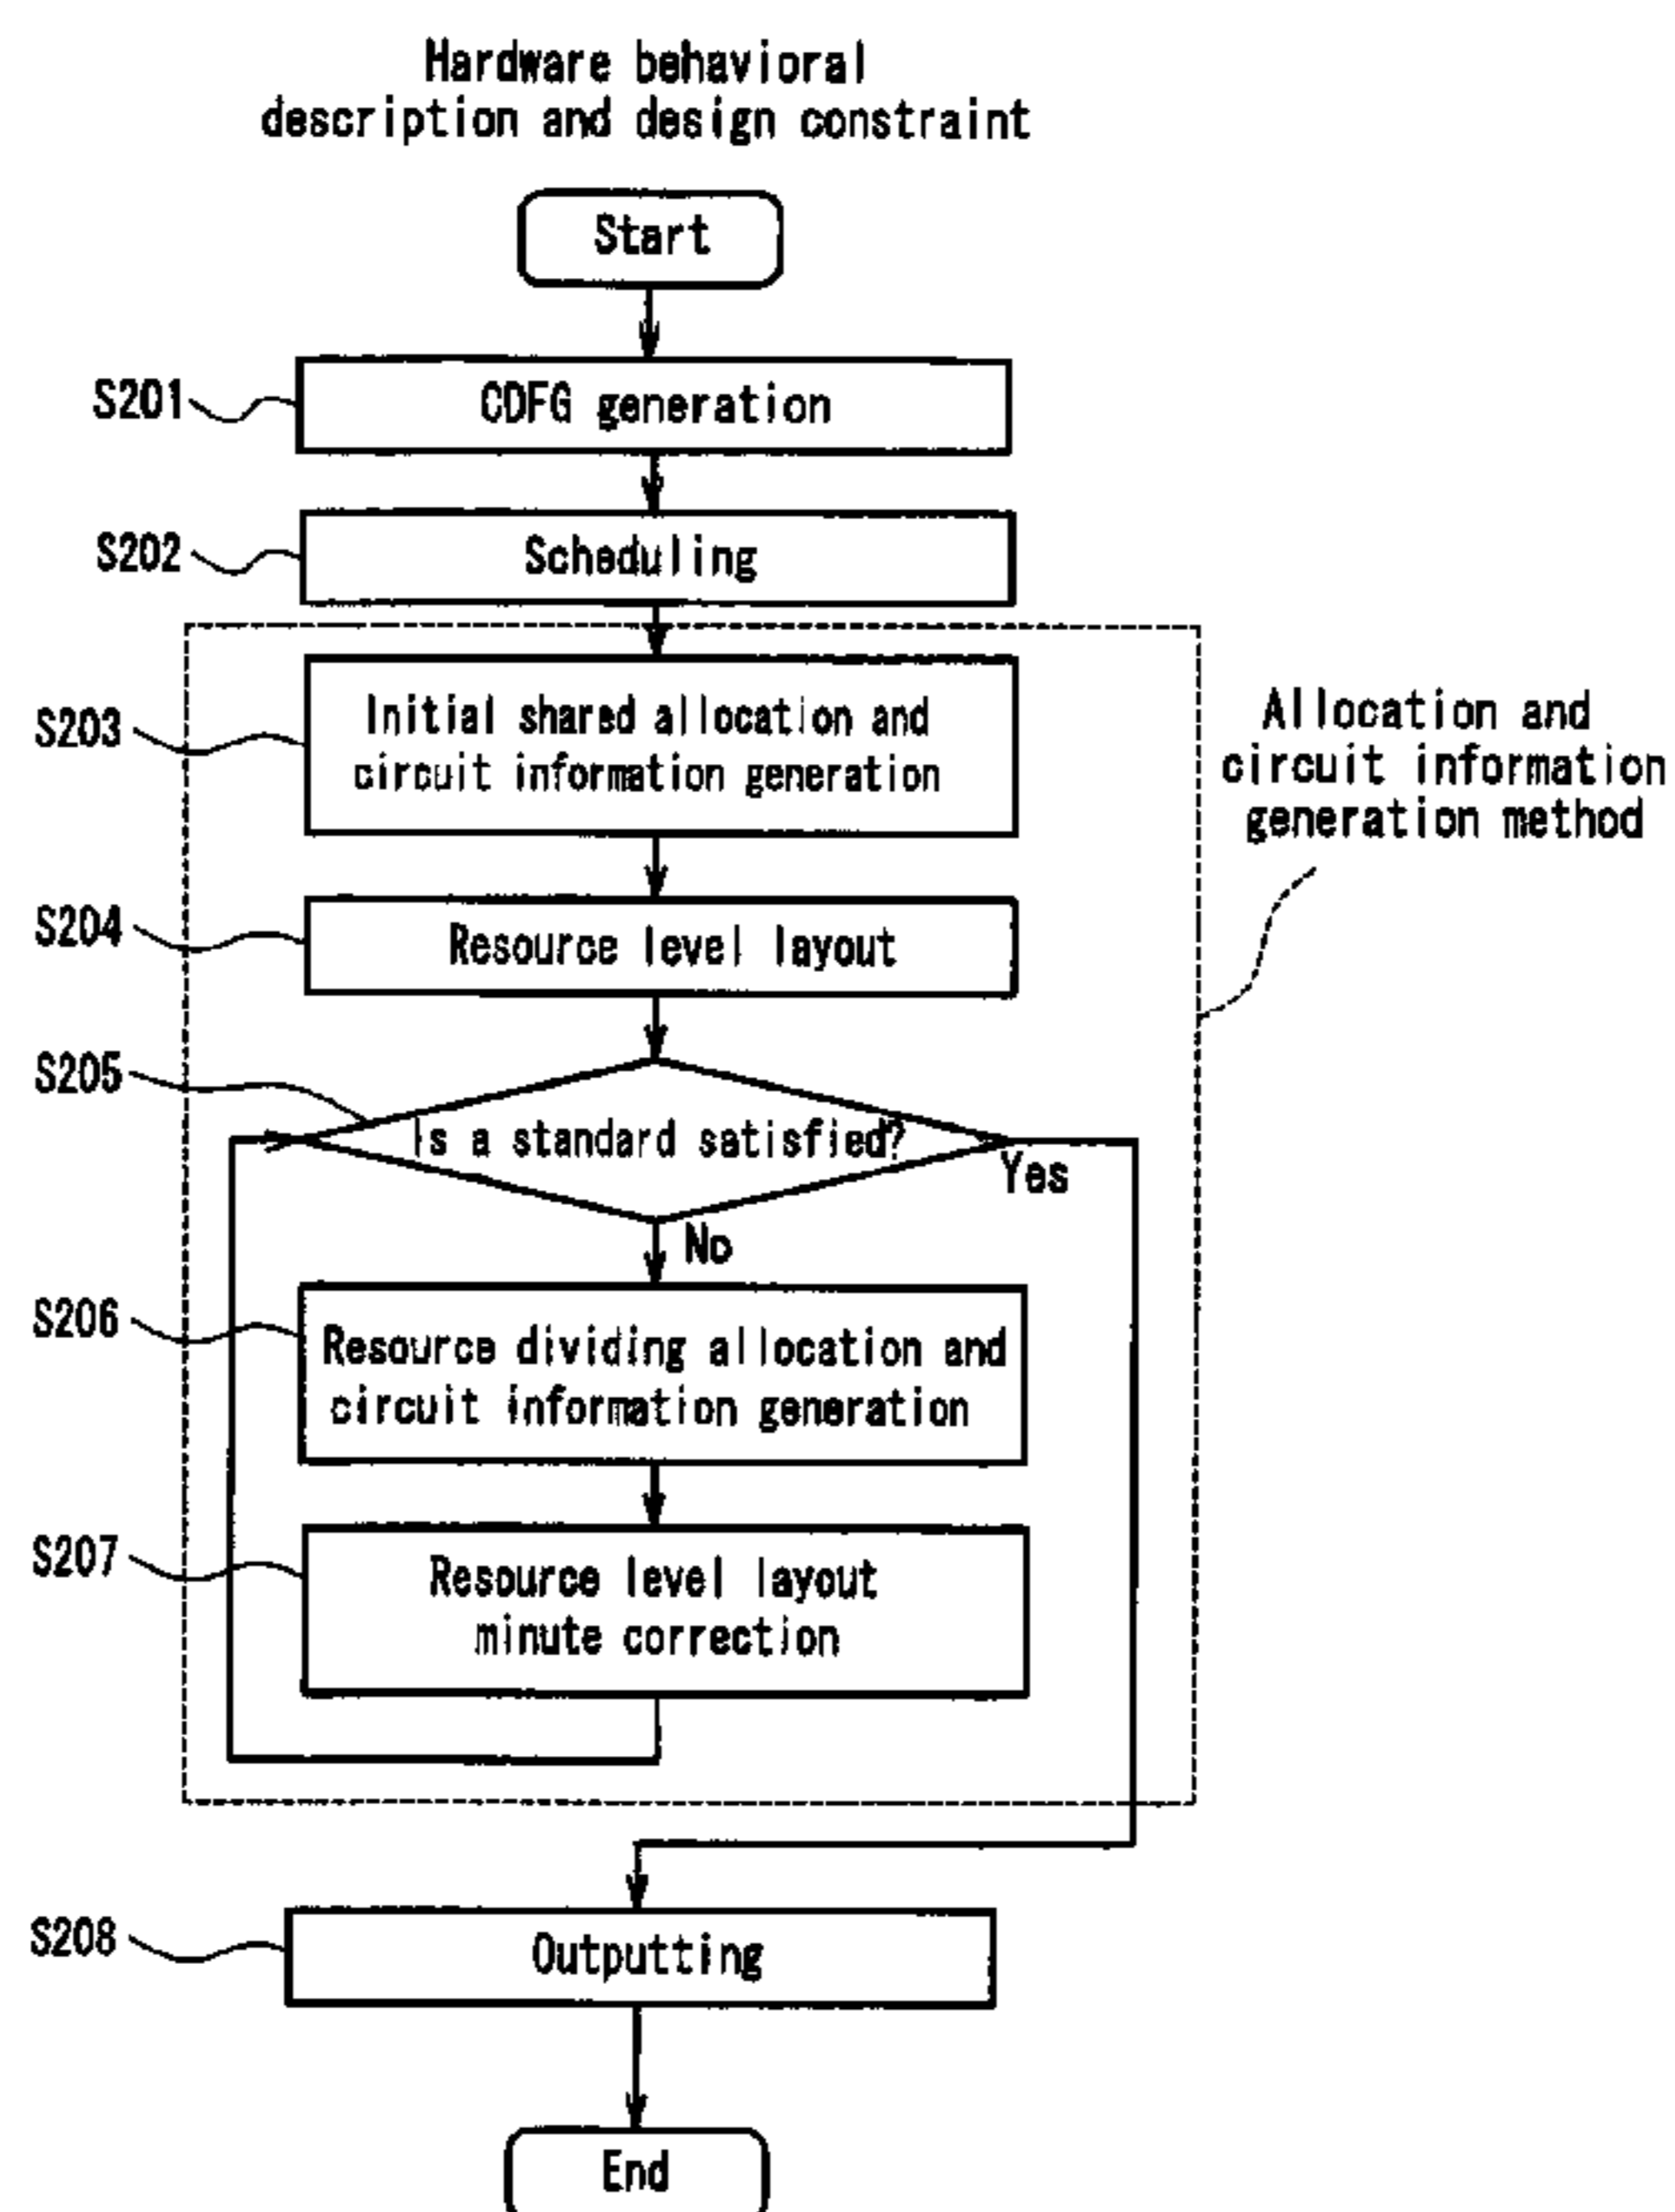 Hardware behavioral
description and design constraint
Start
S201
CDFG generation
S202
Scheduling
S203
Initial shared allocation and
circuit information generation
Allocation and
circuit information
generation method
S204
Resource level layout
S205
Is a standard satisfied?
Yes
No
S206
Resource dividing allocation and
circuit information generation
S207
Resource level layout
minute correction
S208
Outputting
End